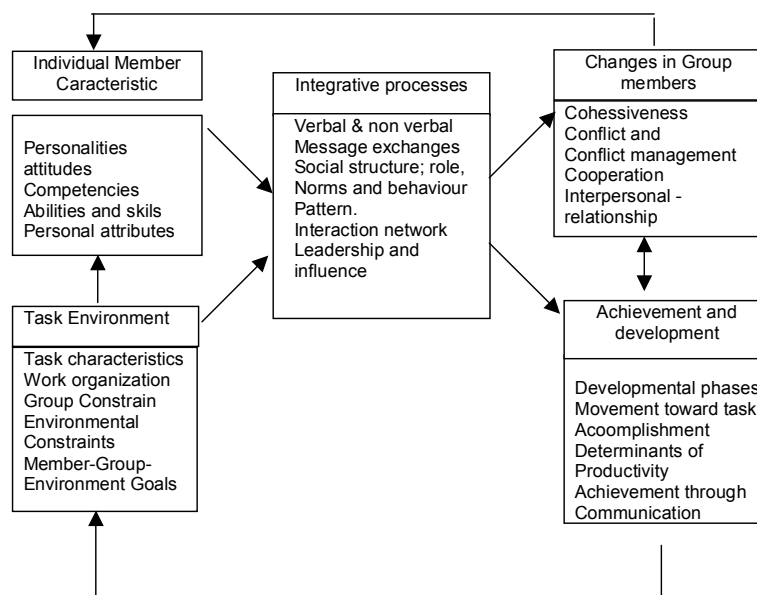 Individual Member
Caracteristic
Personalities
attitudes
Competencies
Abilities and skils
Personal attributes
Task Environment
Task characteristics
Work organization
Group Constrain
Environmental
Constraints
Member-Group-
Environment Goals
Integrative processes
Verbal & non verbal
Message exchanges
Social structure; role,
Norms and behaviour
Pattern.
Interaction network
Leadership and
influence
Changes in Group
members
Cohessiveness
Conflict and
Conflict management
Cooperation
Interpersonal -
relationship
Achievement and
development
Developmental phases
Movement toward task
Acoomplishment
Determinants of
Productivity
Achievement through
Communication